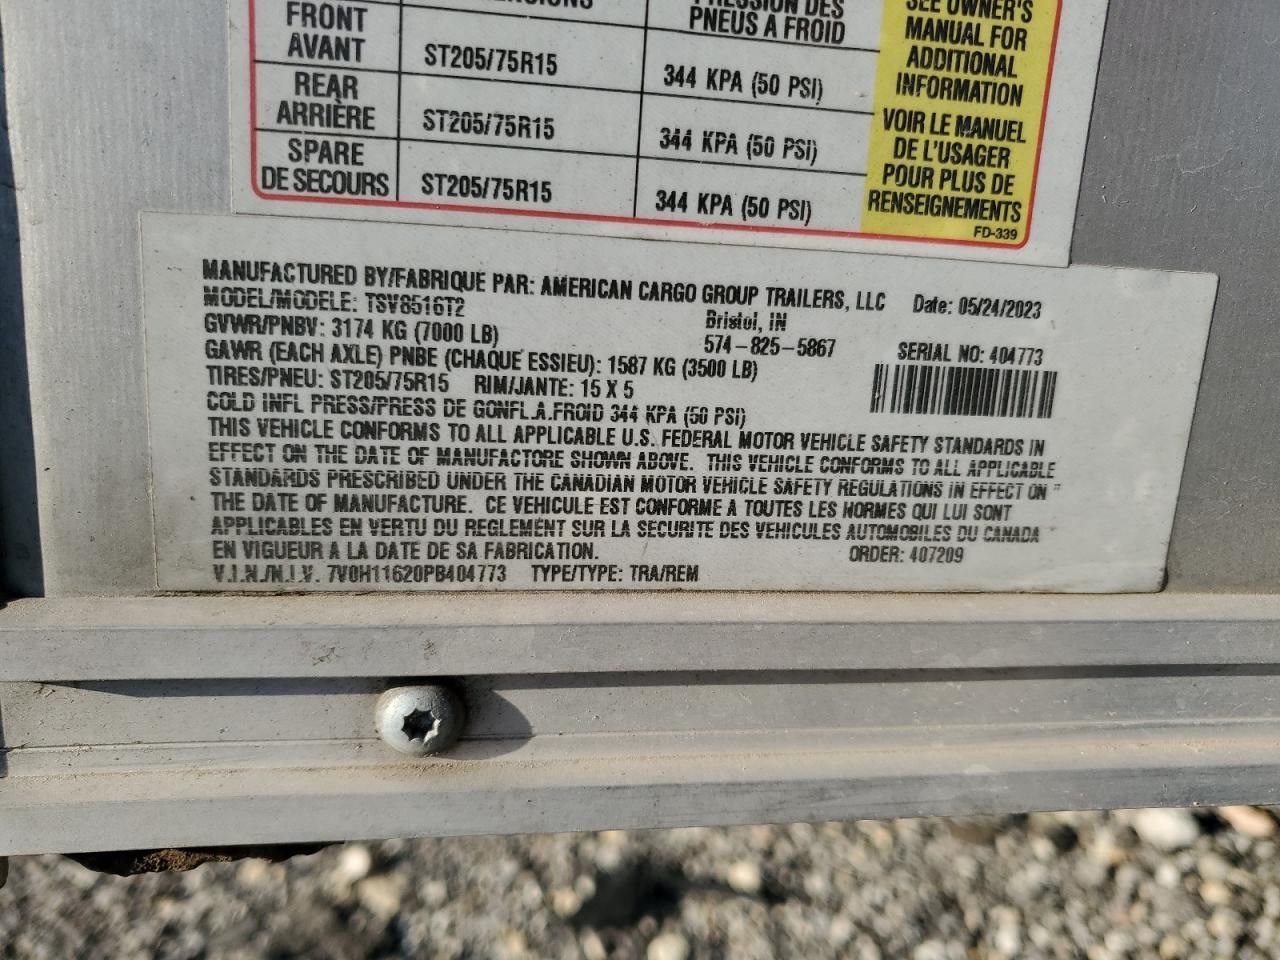 FRONT
AVANT
ST205/75R15
PNEUS A FROID
344 KPA (50 PSI)
REAR
ARRIÈRE
ST205/75R15
344 KPA (50 PSI)
SPARE
DE SECOURS
ST205/75R15
344 KPA (50 PSI)
SEE OWNER'S
MANUAL FOR
ADDITIONAL
INFORMATION
VOIR LE MANUEL
DE L'USAGER
POUR PLUS DE
RENSEIGNEMENTS
FD-339
MANUFACTURED BY/FABRIQUE PAR: AMERICAN CARGO GROUP TRAILERS, LLC Date: 05/24/2023
MODEL/MODELE: TSV8516T2 Bristol, IN
GVWR/PNBV: 3174 KG (7000 LB) 574-825-5867
GAWR (EACH AXLE) PNBE (CHAQUE ESSIEU): 1587 KG (3500 LB) SERIAL NO: 404773
TIRES/PNEU: ST205/75R15 RIM/JANTE: 15 X 5
COLD INFL PRESS/PRESS DE GONFL.A.FROID 344 KPA (50 PSI)
THIS VEHICLE CONFORMS TO ALL APPLICABLE U.S. FEDERAL MOTOR VEHICLE SAFETY STANDARDS IN
EFFECT ON THE DATE OF MANUFACTORE SHOWN ABOVE. THIS VEHICLE CONFORMS TO ALL APPLICABLE
STANDARDS PRESCRIBED UNDER THE CANADIAN MOTOR VEHICLE SAFETY REGULATIONS IN EFFECT ON
THE DATE OF MANUFACTURE. CE VEHICULE EST CONFORME A TOUTES LES NORMES QUI LUI SONT
APPLICABLES EN VERTU DU REGLEMENT SUR LA SECURITE DES VEHICULES AUTOMOBILES DU CANADA
EN VIGUEUR A LA DATE DE SA FABRICATION. ORDER: 407209
V.I.N./N.I.V. 7V0H11620PB404773 TYPE/TYPE: TRA/REM